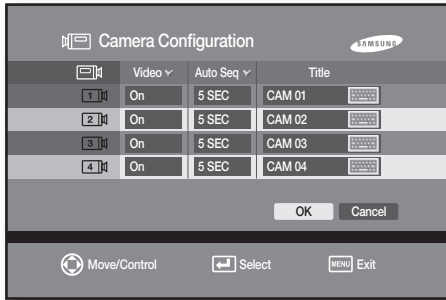 Camera Configuration
SAMSUNG
Video Auto Seq Title
1 On 5 SEC CAM 01
2 On 5 SEC CAM 02
3 On 5 SEC CAM 03
4 On 5 SEC CAM 04
OK Cancel
Move/Control Select MENU Exit